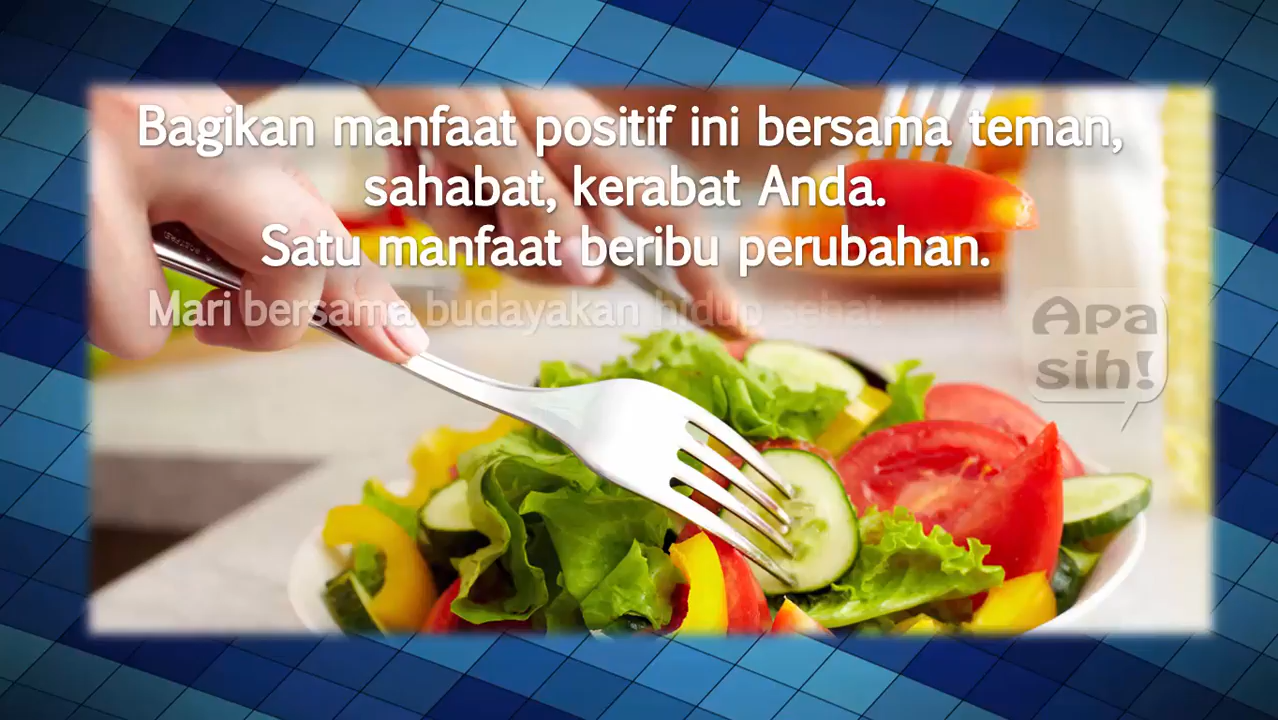 Bagikan manfaat positif ini bersama teman,
sahabat, kerabat Anda.
Satu manfaat beribu perubahan.
Mari bersama budayakan hidup sehat
Apa
sih!